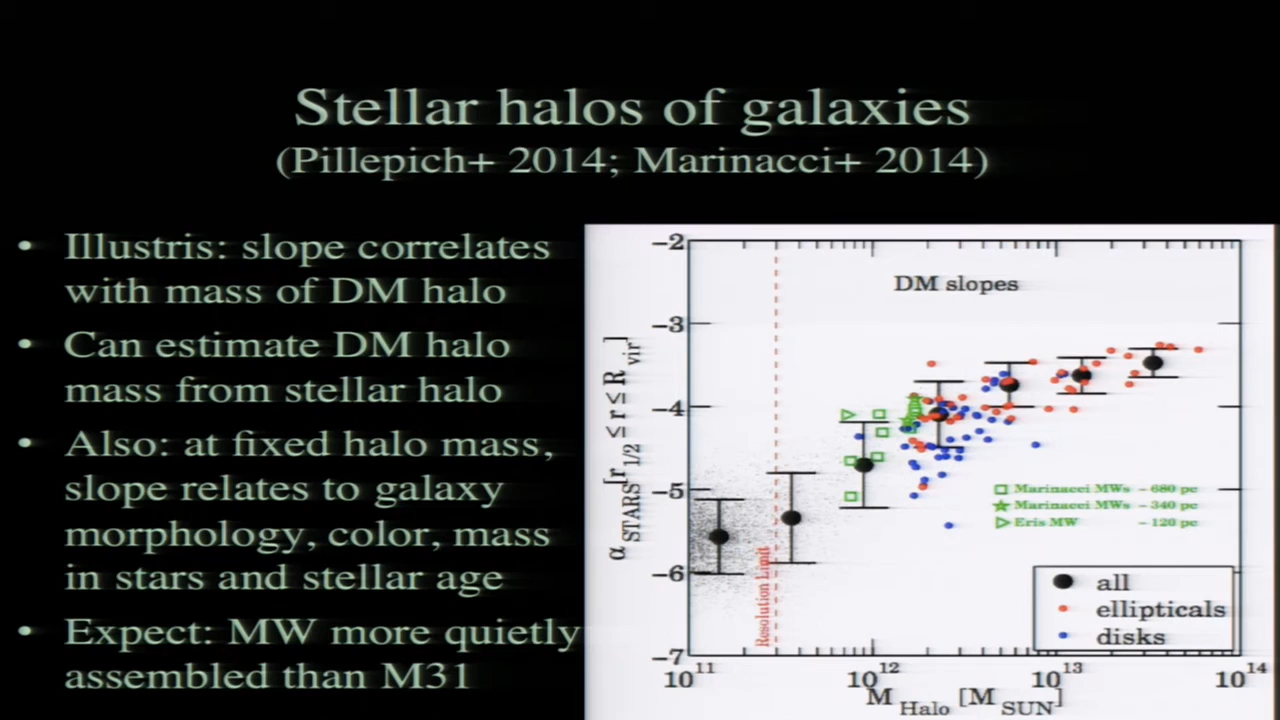 Stellar halos of galaxies
(Pillepich+ 2014; Marinacci+ 2014)
• Illustris: slope correlates
with mass of DM halo
• Can estimate DM halo
mass from stellar halo
• Also: at fixed halo mass,
slope relates to galaxy
morphology, color, mass
in stars and stellar age
• Expect: MW more quietly
assembled than M31
DM slopes
-2
-3
-4
-5
-6
-7
α STARS[r 1/2 ≤ r ≤ R vir]
Resolution Limit
Marinacci MWs ~ 680 pc
Marinacci MWs ~ 340 pc
Eris MW ~ 120 pc
all
ellipticals
disks
10^11 10^12 10^13 10^14
M Halo [M SUN]